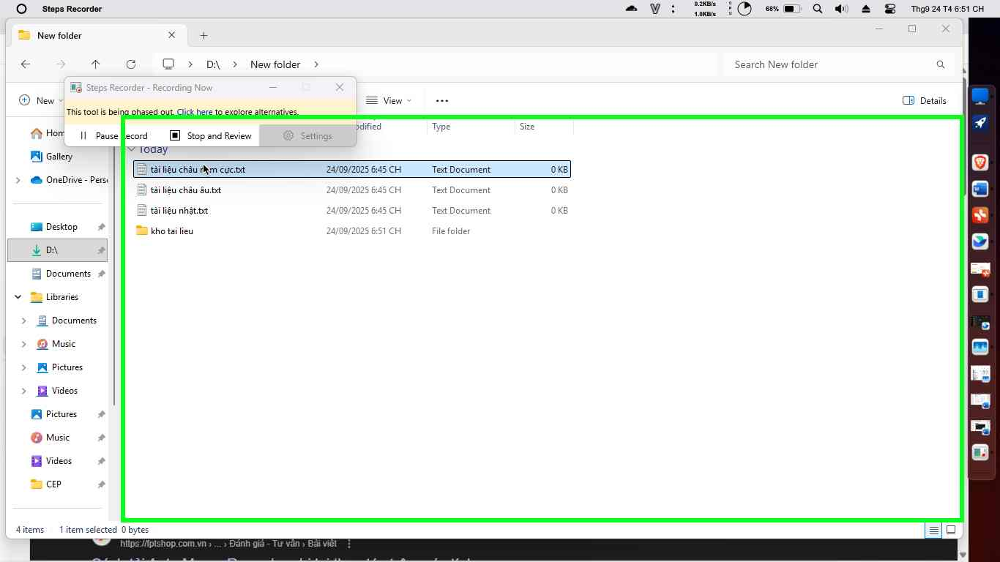 Steps Recorder
0.2KB/s
1.0KB/s
CPU
68%
Thg9 24 T4 6:51 CH
New folder
D:\
New folder
Search New folder
Steps Recorder - Recording Now
New
View
Details
This tool is being phased out. Click here to explore alternatives.
Pause Record
Stop and Review
Settings
Type
Size
Today
tài liệu châu
cực.txt
24/09/2025 6:45 CH
Text Document
0 KB
tài liệu châu âu.txt
24/09/2025 6:45 CH
Text Document
0 KB
tài liệu nhật.txt
24/09/2025 6:45 CH
Text Document
0 KB
kho tai lieu
24/09/2025 6:51 CH
File folder
Gallery
OneDrive
Desktop
D:\
Documents
Libraries
Documents
Music
Pictures
Videos
Pictures
Music
Videos
CEP
4 items
1 item selected
0 bytes
https://fptshop.com.vn › ... › Đánh giá - Tư vấn › Bài viết